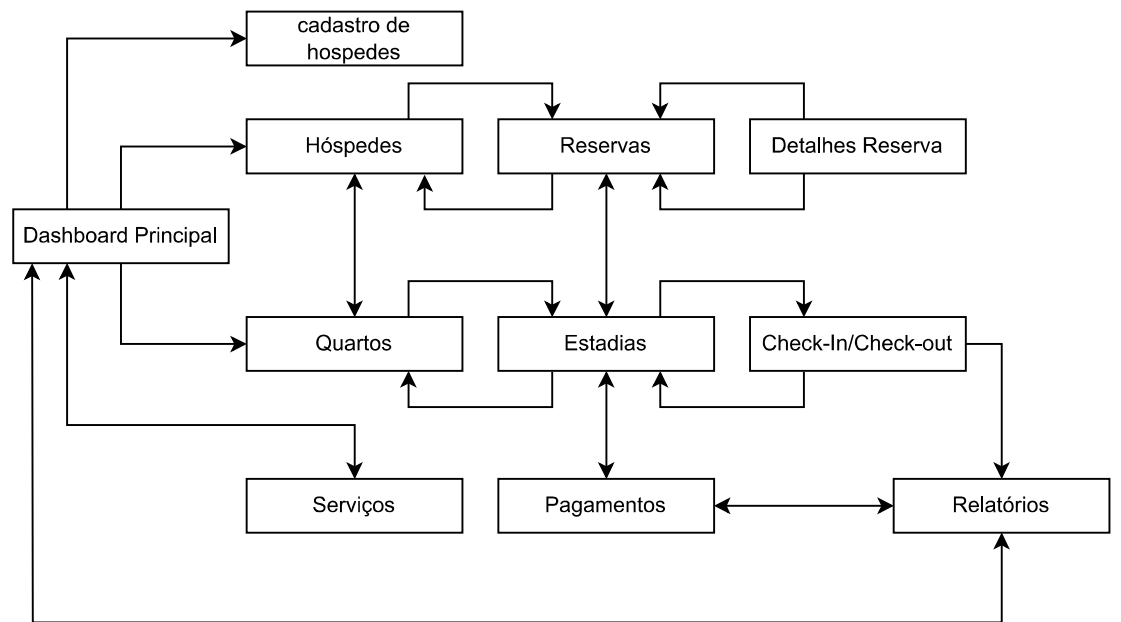 cadastro de
hospedes
Hóspedes
Reservas
Detalhes Reserva
Dashboard Principal
Quartos
Estadias
Check-In/Check-out
Serviços
Pagamentos
Relatórios